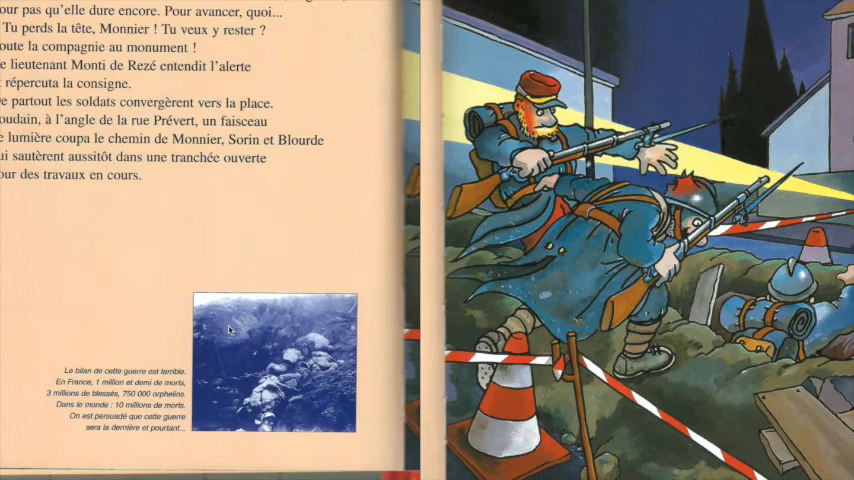 our pas qu'elle dure encore. Pour avancer, quoi...
Tu perds la tête, Monnier ! Tu veux y rester ?
oute la compagnie au monument !
e lieutenant Monti de Rezé entendit l'alerte
t répercuta la consigne.
e partout les soldats convergèrent vers la place.
oudain, à l'angle de la rue Prévert, un faisceau
e lumière coupa le chemin de Monnier, Sorin et Blourde
ui sautèrent aussitôt dans une tranchée ouverte
our des travaux en cours.
Le bilan de cette guerre est terrible.
En France, 1 million et demi de morts,
3 millions de blessés, 750 000 orphelins.
Dans le monde : 10 millions de morts.
On est persuadé que cette guerre
sera la dernière et pourtant...